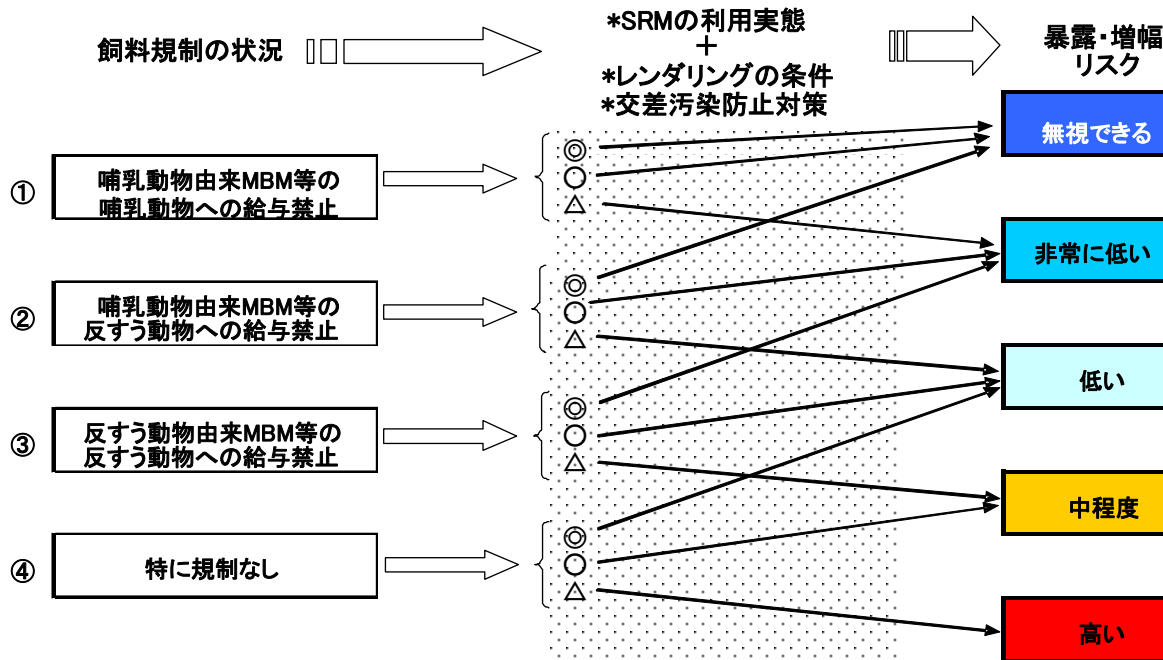 飼料規制の状況
*SRMの利用実態
+
*レンダリングの条件
*交差汚染防止対策
暴露・増幅
リスク
①
哺乳動物由来MBM等の
哺乳動物への給与禁止
◎
○
△
無視できる
②
哺乳動物由来MBM等の
反すう動物への給与禁止
◎
○
△
非常に低い
③
反すう動物由来MBM等の
反すう動物への給与禁止
◎
○
△
低い
④
特に規制なし
◎
○
△
中程度
高い